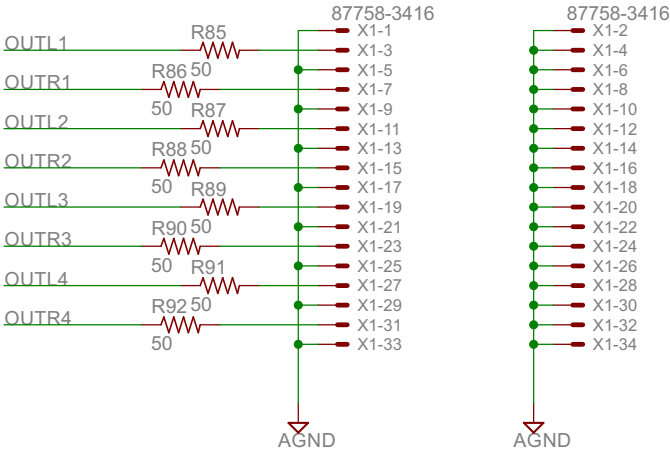 87758-3416 87758-3416
R85 X1-1 X1-2
OUTL1 X1-3 X1-4
R86 50 X1-5 X1-6
OUTR1 X1-7 X1-8
50 R87 X1-9 X1-10
OUTL2 X1-11 X1-12
R88 50 X1-13 X1-14
OUTR2 X1-15 X1-16
50 R89 X1-17 X1-18
OUTL3 X1-19 X1-20
R90 50 X1-21 X1-22
OUTR3 X1-23 X1-24
50 R91 X1-25 X1-26
OUTL4 X1-27 X1-28
R92 50 X1-29 X1-30
OUTR4 X1-31 X1-32
50 X1-33 X1-34
AGND AGND